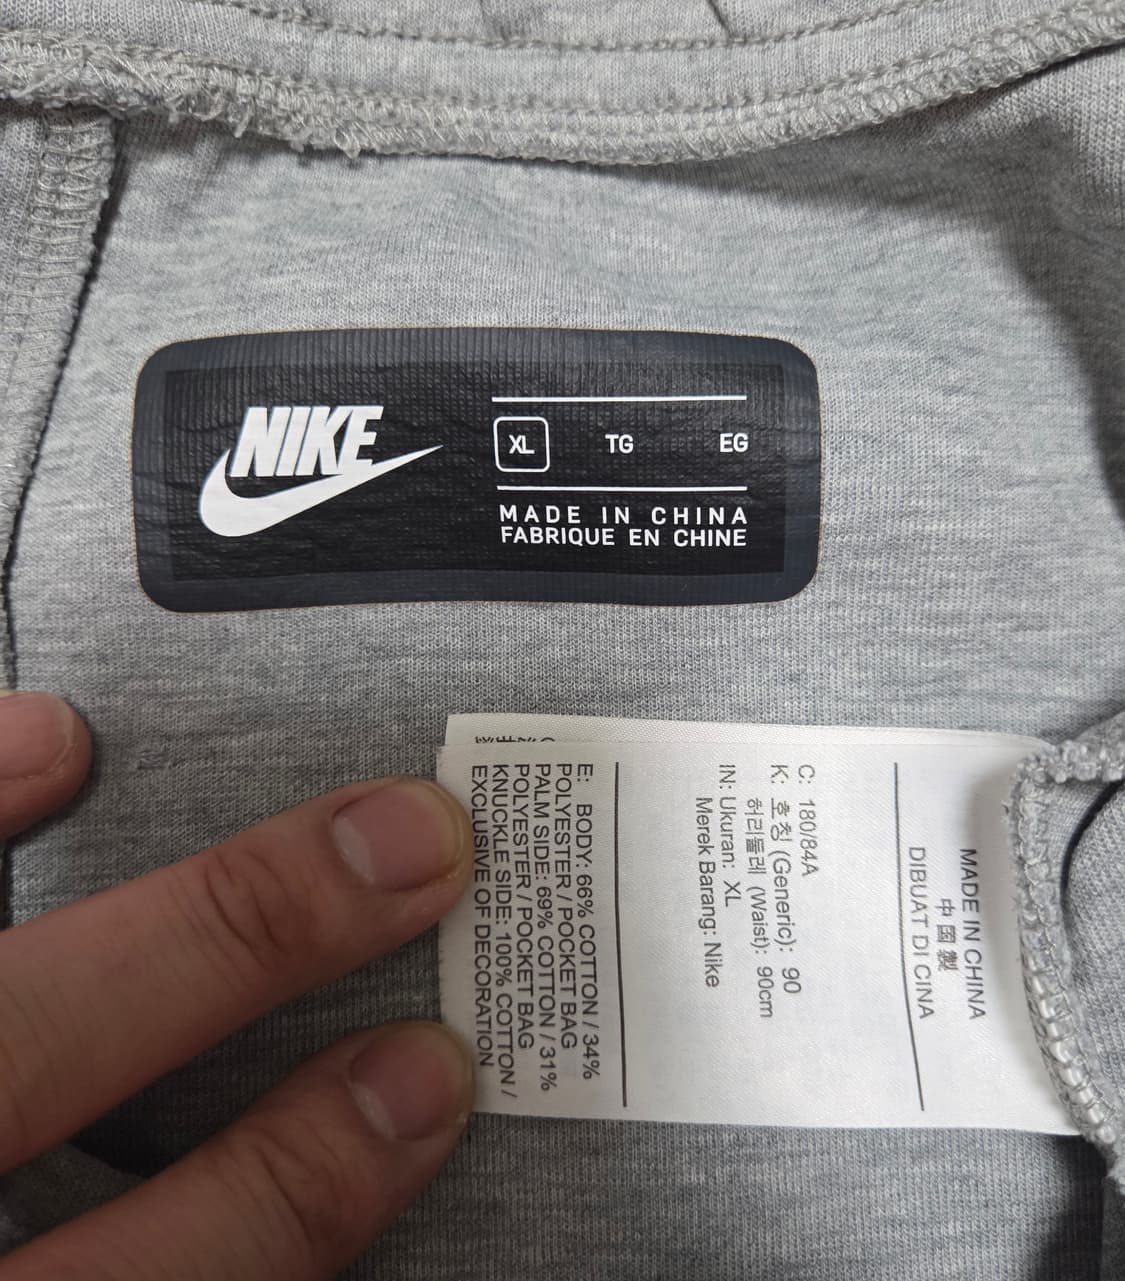 NIKE
XL TG EG
MADE IN CHINA
FABRIQUE EN CHINE
MADE IN CHINA
中国製
DIBUAT DI CINA
C: 180/84A
K: 호칭 (Generic): 90
허리둘레 (Waist): 90cm
IN: Ukuran: XL
Merek Barang: Nike
E: BODY: 66% COTTON / 34%
POLYESTER / POCKET BAG
PALM SIDE: 69% COTTON / 31%
POLYESTER / POCKET BAG
KNUCKLE SIDE: 100% COTTON /
EXCLUSIVE OF DECORATION